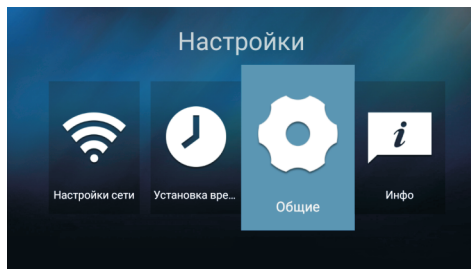 Настройки
Настройки сети
Установка вре...
Общие
Инфо
i